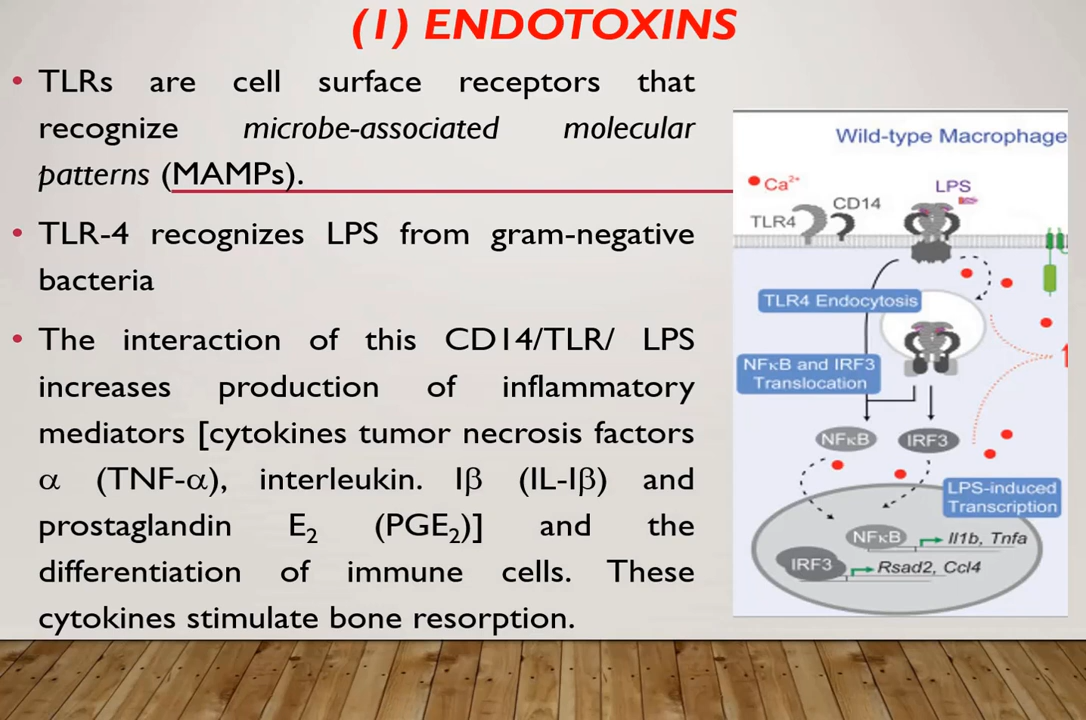 (1) ENDOTOXINS
• TLRs are cell surface receptors that
recognize microbe-associated molecular
patterns (MAMPs).
• TLR-4 recognizes LPS from gram-negative
bacteria
• The interaction of this CD14/TLR/ LPS
increases production of inflammatory
mediators [cytokines tumor necrosis factors
α (TNF-α), interleukin. Iβ (IL-Iβ) and
prostaglandin E₂ (PGE₂)] and the
differentiation of immune cells. These
cytokines stimulate bone resorption.
Wild-type Macrophage
Ca²⁺
LPS
TLR4
CD14
TLR4 Endocytosis
NFκB and IRF3
Translocation
NFκB
IRF3
LPS-induced
Transcription
NFκB
Il1b, Tnfa
IRF3
Rsad2, Ccl4